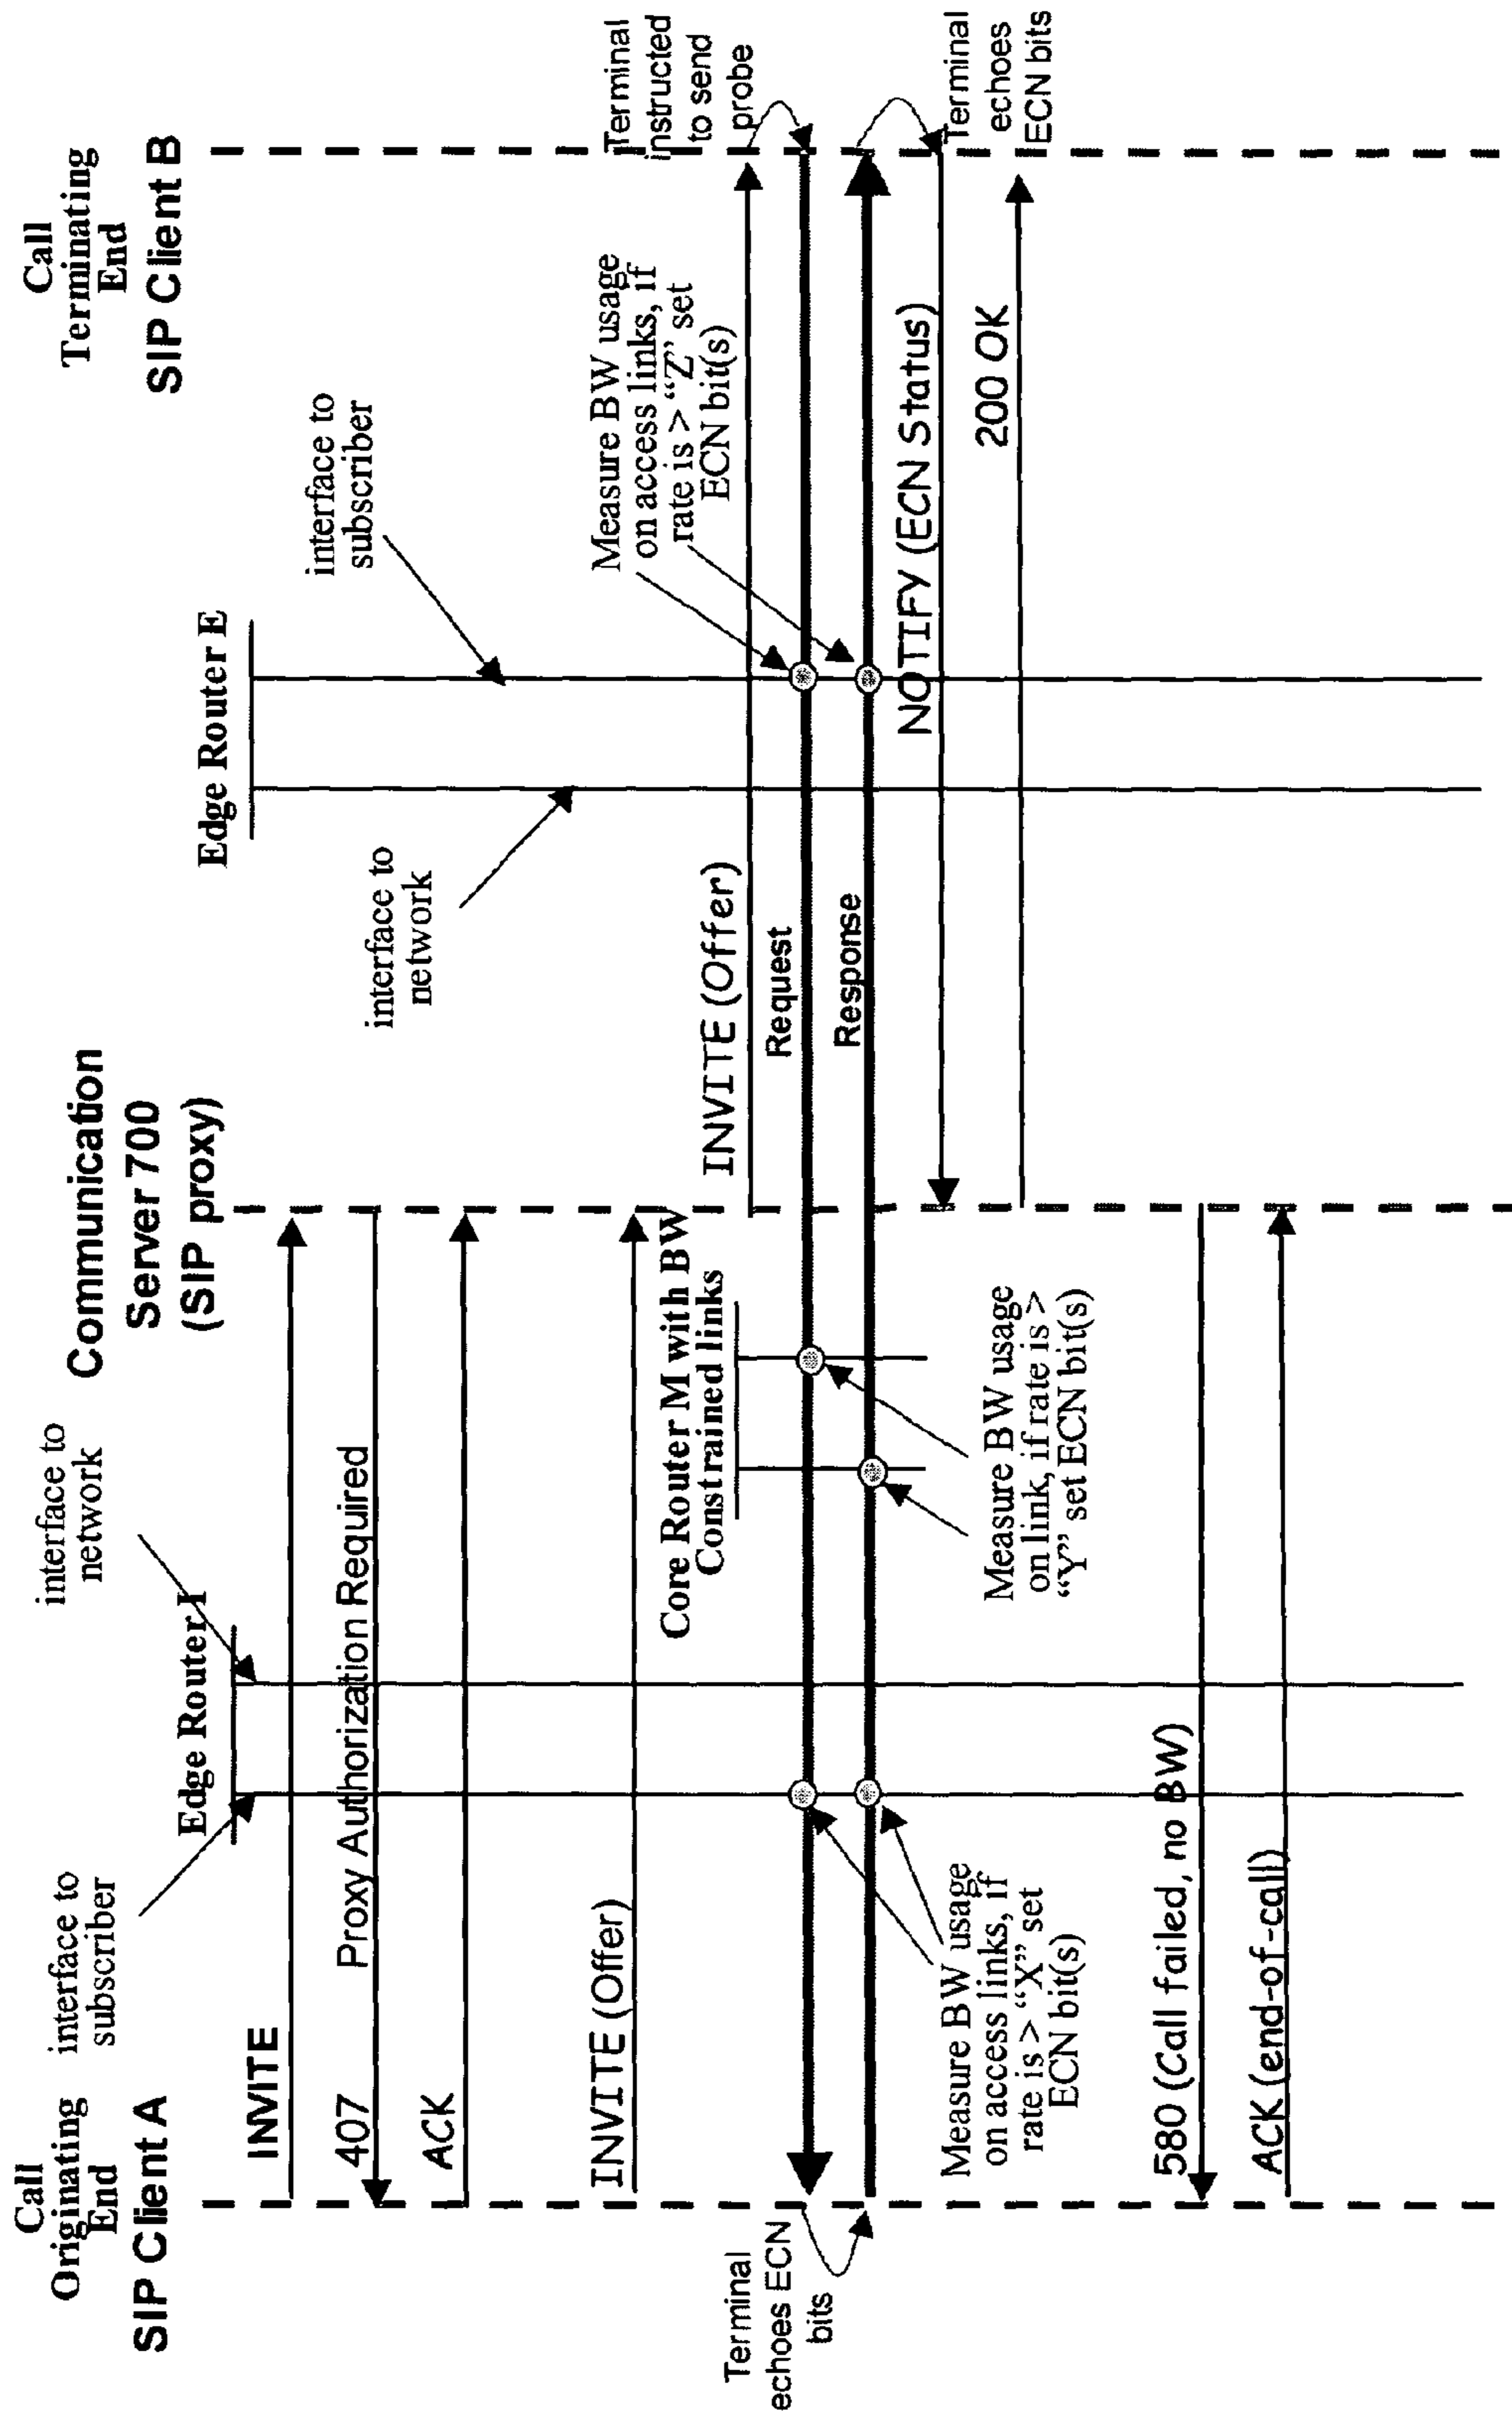 Call
Originating
End
SIP Client A
interface to
subscriber
Edge Router I
interface to
network
Communication
Server 700
(SIP proxy)
Edge Router E
interface to
network
interface to
subscriber
Call
Terminating
End
SIP Client B
INVITE
407 Proxy Authorization Required
ACK
INVITE (Offer)
Core Router M with BW
Constrained links
INVITE (Offer)
Request
Response
Measure BW usage
on access links, if
rate is > “Z” set
ECN bit(s)
Terminal
instructed
to send
probe
Terminal
echoes ECN
bits
Measure BW usage
on access links, if
rate is > “X” set
ECN bit(s)
Measure BW usage
on link, if rate is >
“Y” set ECN bit(s)
NOTIFY (ECN Status)
Terminal
echoes
ECN bits
200 OK
580 (Call failed, no BW)
ACK (end-of-call)